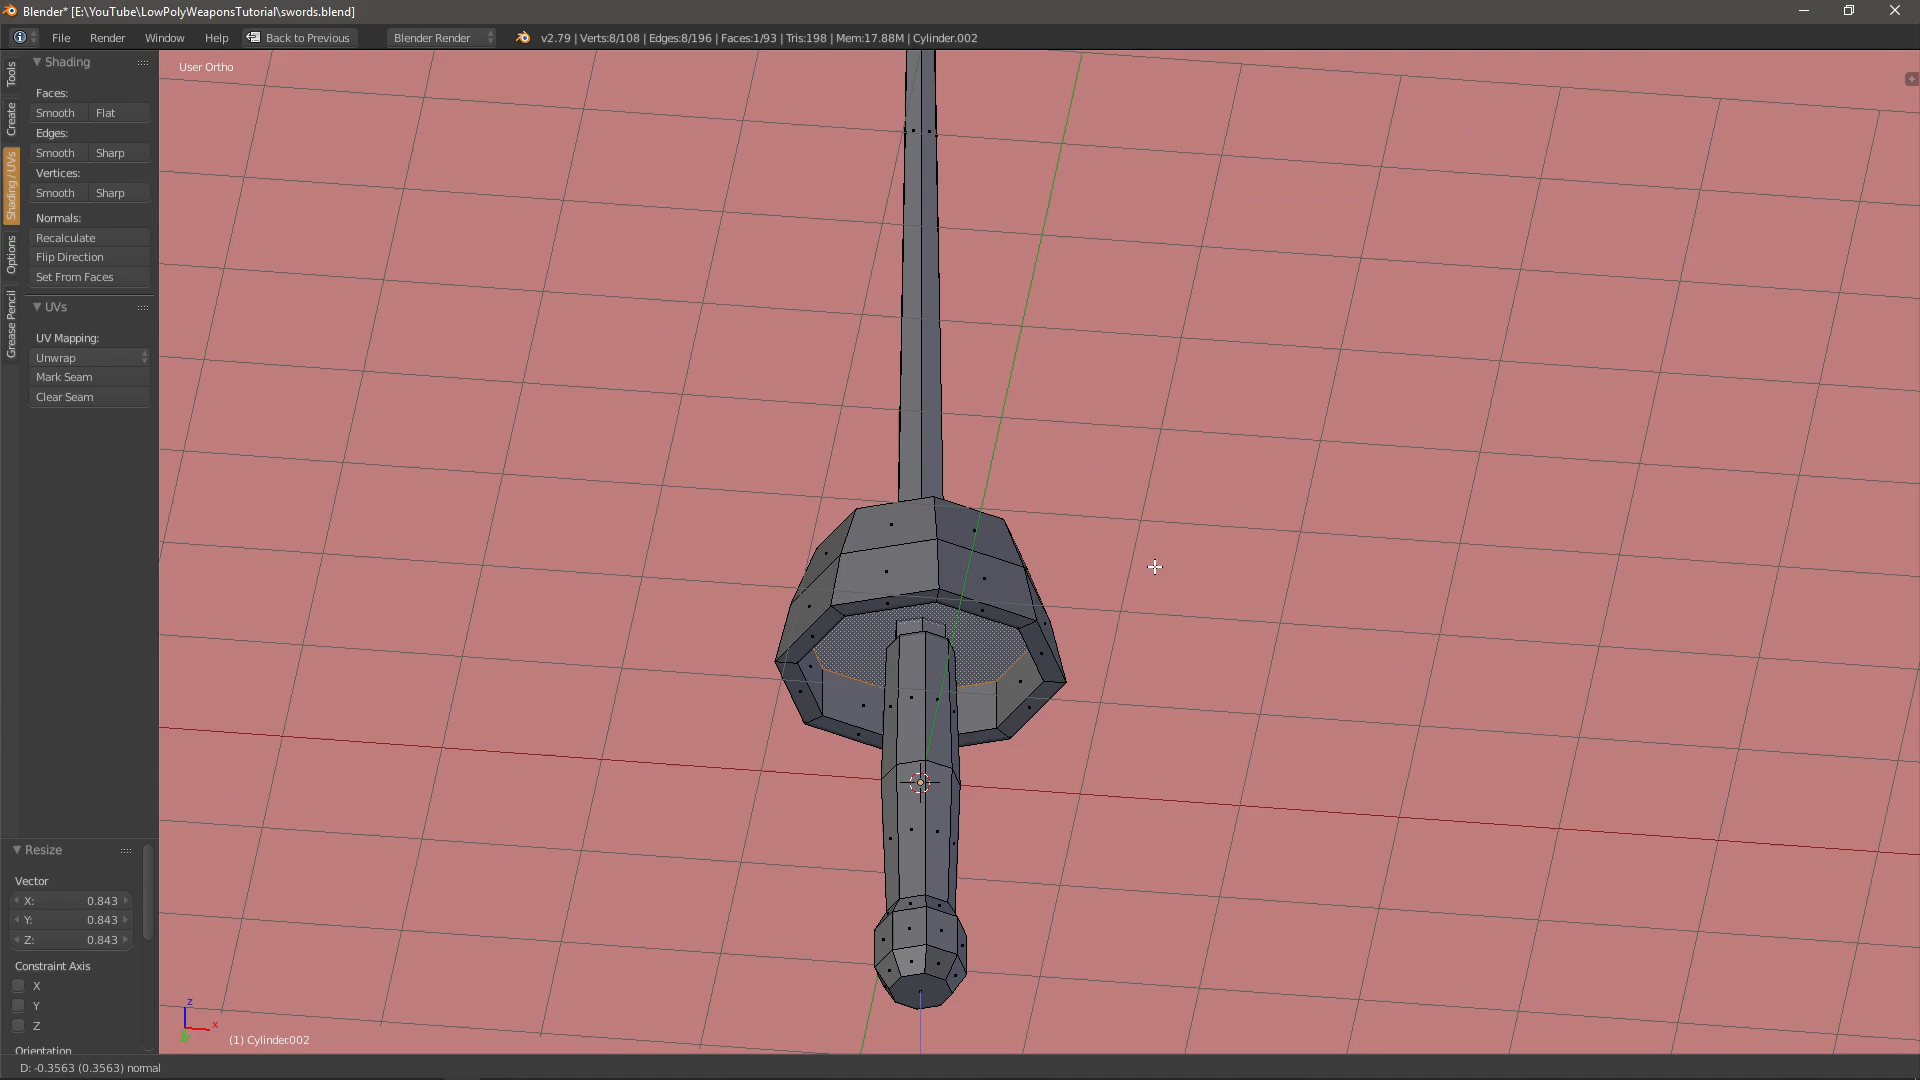 Blender* [E:\YouTube\LowPolyWeaponsTutorial\swords.blend]
File Render Window Help Back to Previous Blender Render v2.79 | Verts:8/108 | Edges:8/196 | Faces:1/93 | Tris:198 | Mem:17.88M | Cylinder.002
Tools
Create
Shading / UVs
Options
Grease Pencil
Shading
Faces:
Smooth Flat
Edges:
Smooth Sharp
Vertices:
Smooth Sharp
Normals:
Recalculate
Flip Direction
Set From Faces
UVs
UV Mapping:
Unwrap
Mark Seam
Clear Seam
User Ortho
Resize
Vector
X: 0.843
Y: 0.843
Z: 0.843
Constraint Axis
X
Y
Z
Orientation
z
x
y
(1) Cylinder.002
D: -0.3563 (0.3563) normal